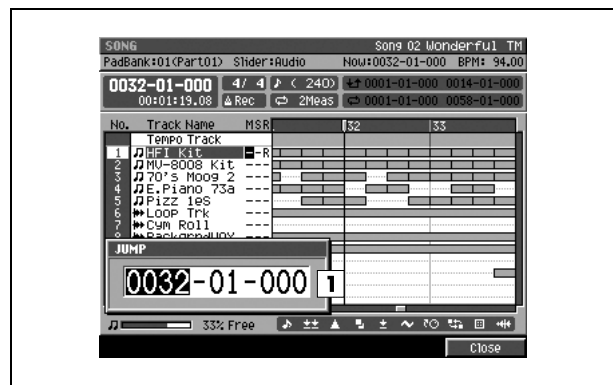 SONG Song 02 Wonderful TM
PadBank:01(Part01) Slider:Audio Now:0032-01-000 BPM: 94.00
0032-01-000 4/ 4 ♪ ( 240) 0001-01-000 0014-01-000
00:01:19.08 Rec 2Meas 0001-01-000 0058-01-000
No. Track Name MSR 32 33
Tempo Track
1 HFI Kit --R
2 MV-8008 Kit ---
3 70's Moog 2 ---
4 E.Piano 73a ---
5 Pizz 1eS ---
6 Loop Trk ---
7 Cym Roll ---
8 BackgrndVOX ---
JUMP
0032-01-000 1
33% Free
Close